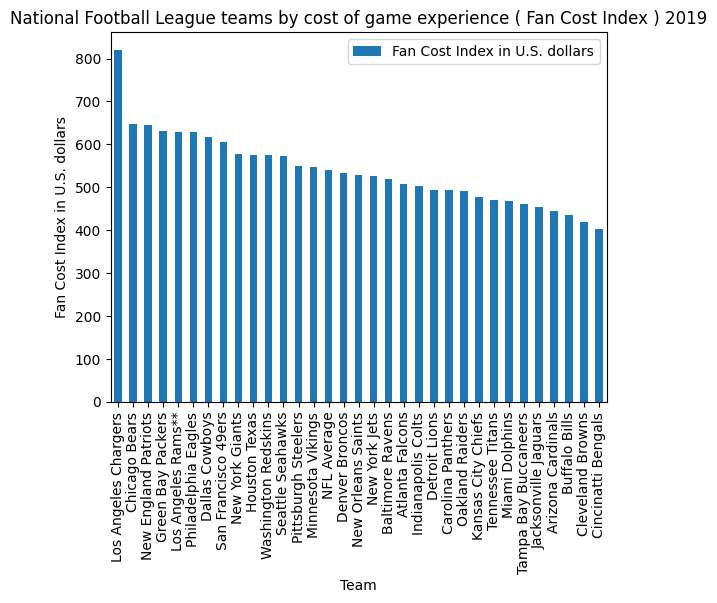 National Football League teams by cost of game experience ( Fan Cost Index ) 2019
Fan Cost Index in U.S. dollars
Fan Cost Index in U.S. dollars
800
700
600
500
400
300
200
100
0
Los Angeles Chargers
Chicago Bears
New England Patriots
Green Bay Packers
Los Angeles Rams**
Philadelphia Eagles
Dallas Cowboys
San Francisco 49ers
New York Giants
Houston Texas
Washington Redskins
Seattle Seahawks
Pittsburgh Steelers
Minnesota Vikings
NFL Average
Denver Broncos
New Orleans Saints
New York Jets
Baltimore Ravens
Atlanta Falcons
Indianapolis Colts
Detroit Lions
Carolina Panthers
Oakland Raiders
Kansas City Chiefs
Tennessee Titans
Miami Dolphins
Tampa Bay Buccaneers
Jacksonville Jaguars
Arizona Cardinals
Buffalo Bills
Cleveland Browns
Cincinatti Bengals
Team